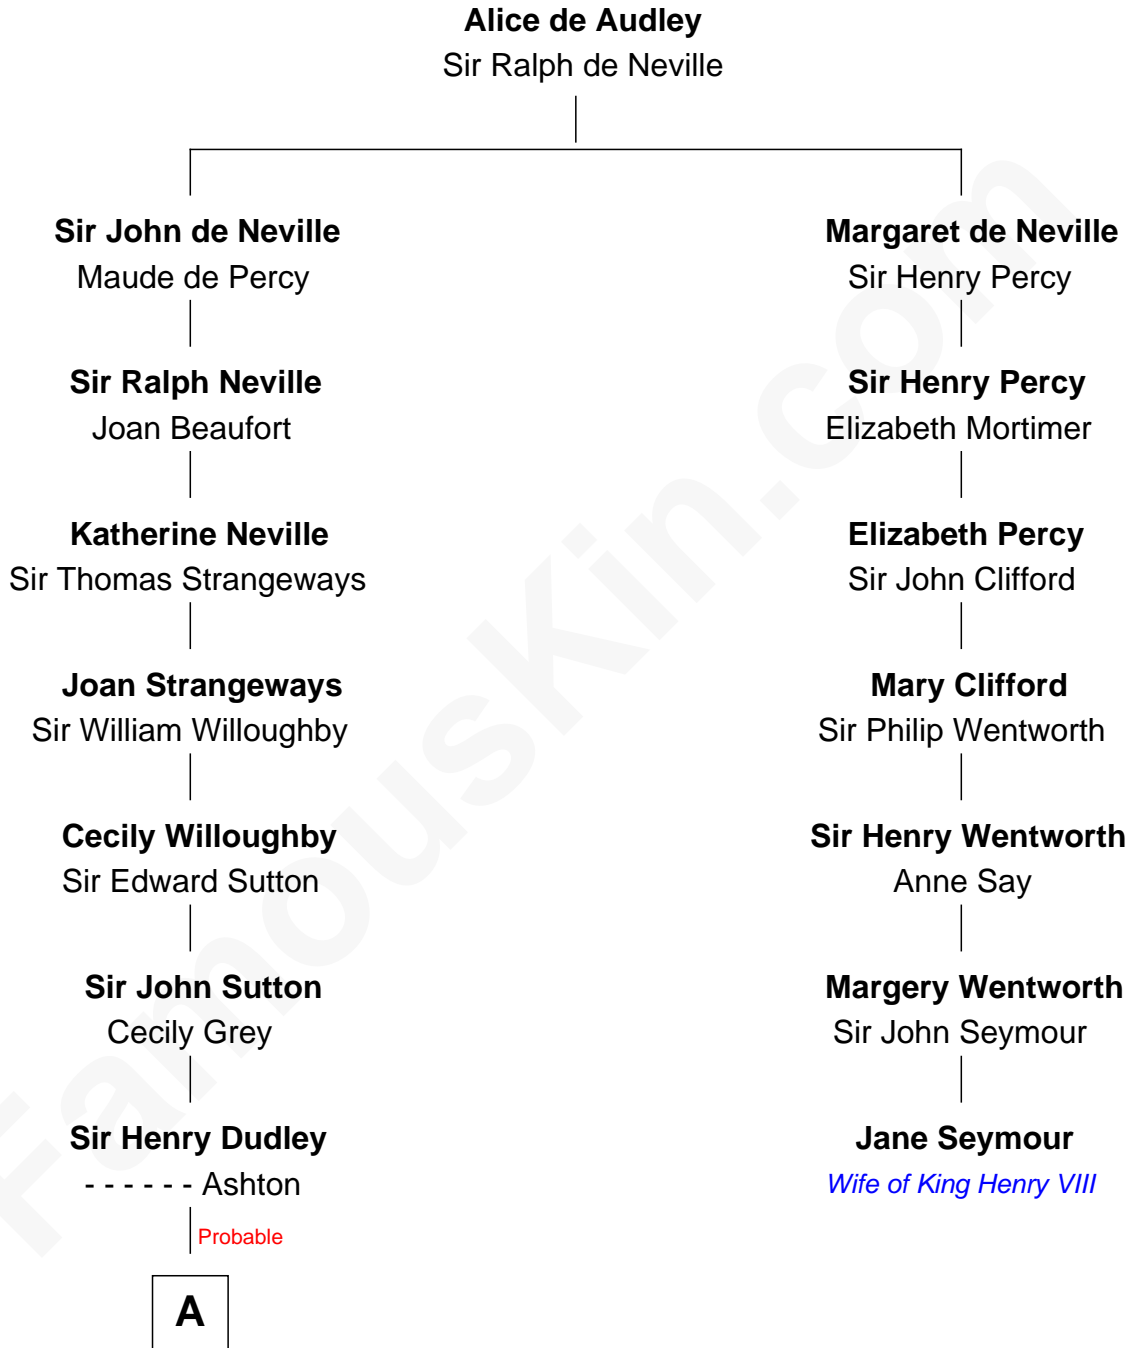 Alice de Audley
Sir Ralph de Neville
Sir John de Neville
Maude de Percy
Margaret de Neville
Sir Henry Percy
Sir Ralph Neville
Joan Beaufort
Sir Henry Percy
Elizabeth Mortimer
Katherine Neville
Sir Thomas Strangeways
Elizabeth Percy
Sir John Clifford
Joan Strangeways
Sir William Willoughby
Mary Clifford
Sir Philip Wentworth
Cecily Willoughby
Sir Edward Sutton
Sir Henry Wentworth
Anne Say
Sir John Sutton
Cecily Grey
Margery Wentworth
Sir John Seymour
Sir Henry Dudley
- - - - - - Ashton
Jane Seymour
Wife of King Henry VIII
Probable
A
FamousKin.com